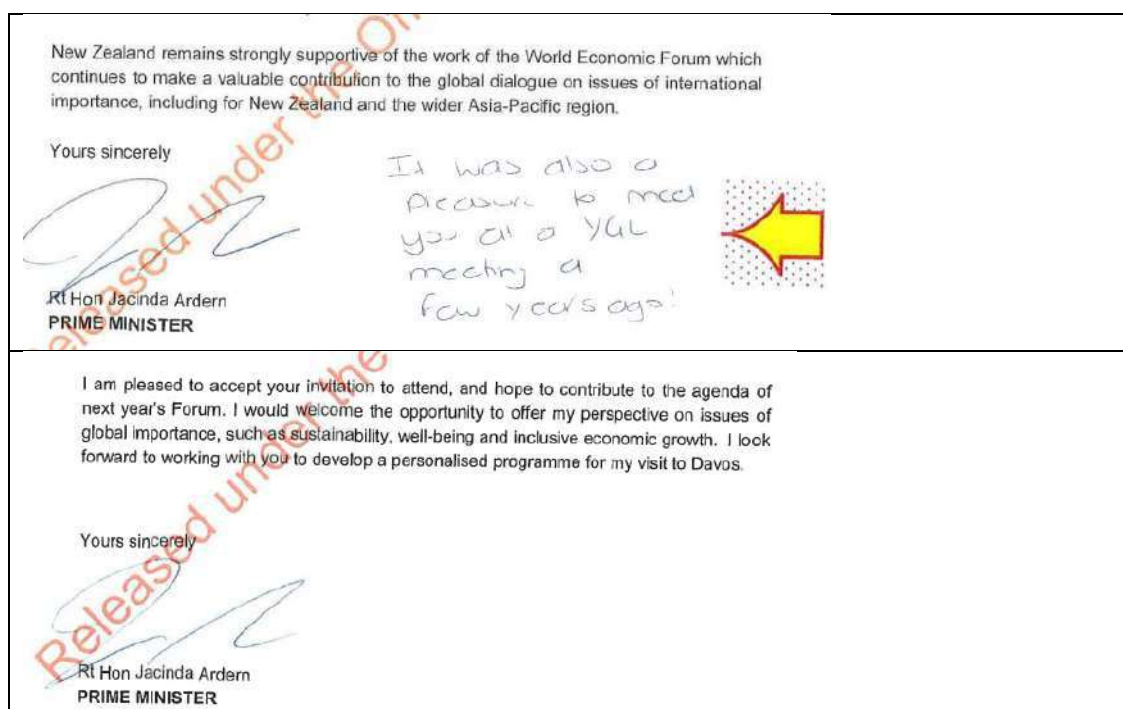 New Zealand remains strongly supportive of the work of the World Economic Forum which
continues to make a valuable contribution to the global dialogue on issues of international
importance, including for New Zealand and the wider Asia-Pacific region.
Yours sincerely
It was also a
pleasure to meet
you at a YGL
meeting a
few years ago!
Rt Hon Jacinda Ardern
PRIME MINISTER
Released under the O
I am pleased to accept your invitation to attend, and hope to contribute to the agenda of
next year's Forum. I would welcome the opportunity to offer my perspective on issues of
global importance, such as sustainability, well-being and inclusive economic growth. I look
forward to working with you to develop a personalised programme for my visit to Davos.
Yours sincerely
Rt Hon Jacinda Ardern
PRIME MINISTER
Released under the